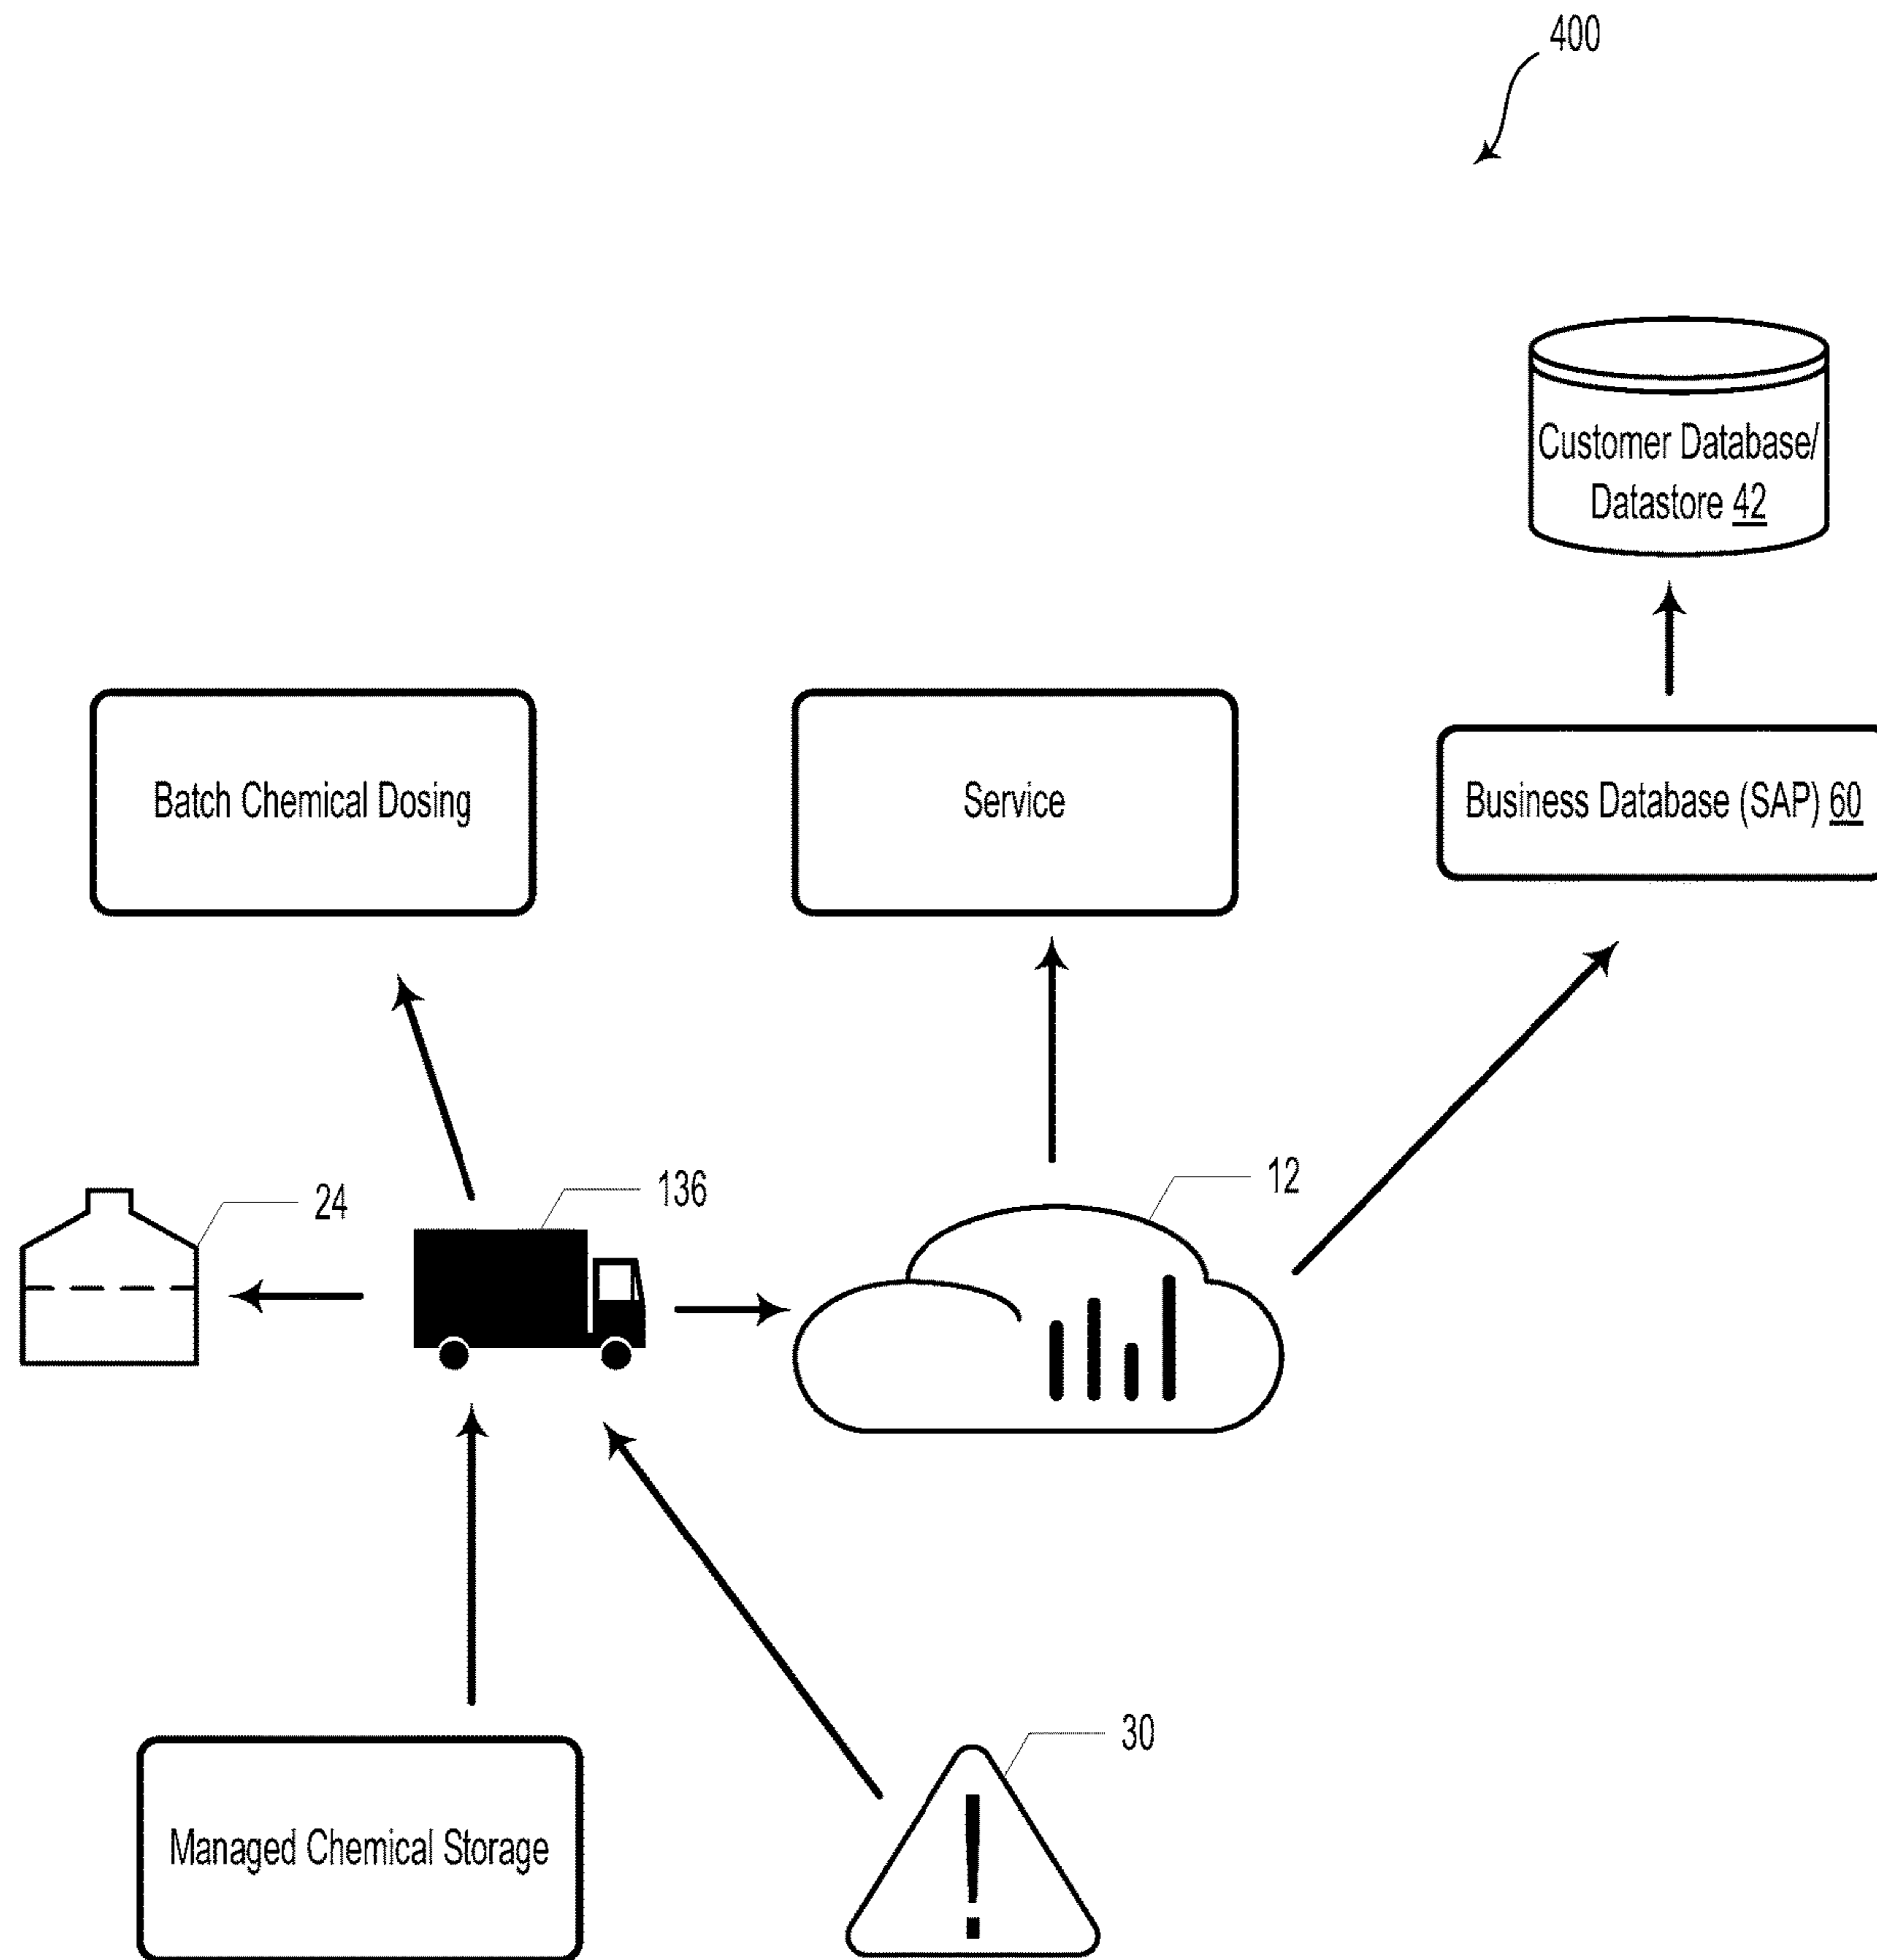 400
Customer Database/
Datastore 42
Batch Chemical Dosing
Service
Business Database (SAP) 60
24
136
12
30
Managed Chemical Storage